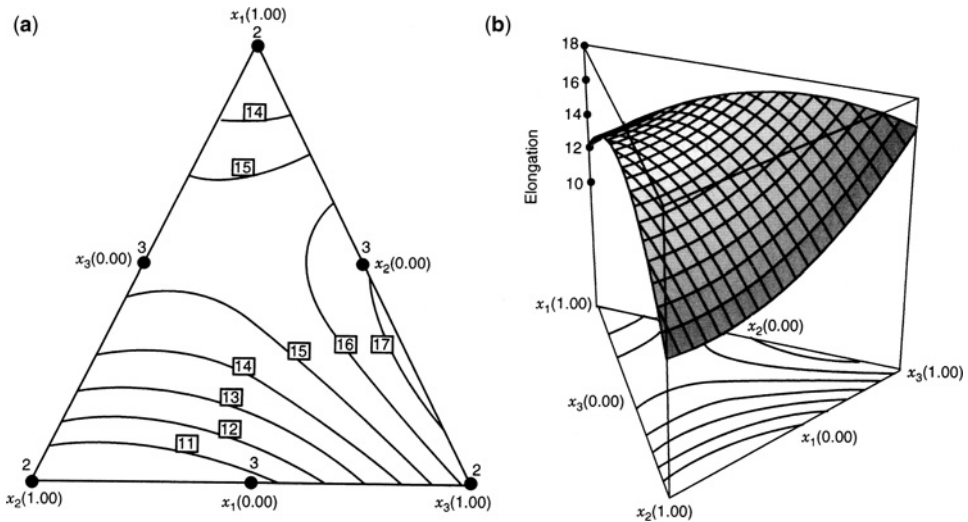 (a)
x₁(1.00)
2
14
15
3
x₃(0.00)
3
x₂(0.00)
15
16
17
14
13
12
11
2
3
2
x₂(1.00)
x₁(0.00)
x₃(1.00)
(b)
18
16
14
12
10
Elongation
x₁(1.00)
x₂(0.00)
x₃(1.00)
x₃(0.00)
x₁(0.00)
x₂(1.00)